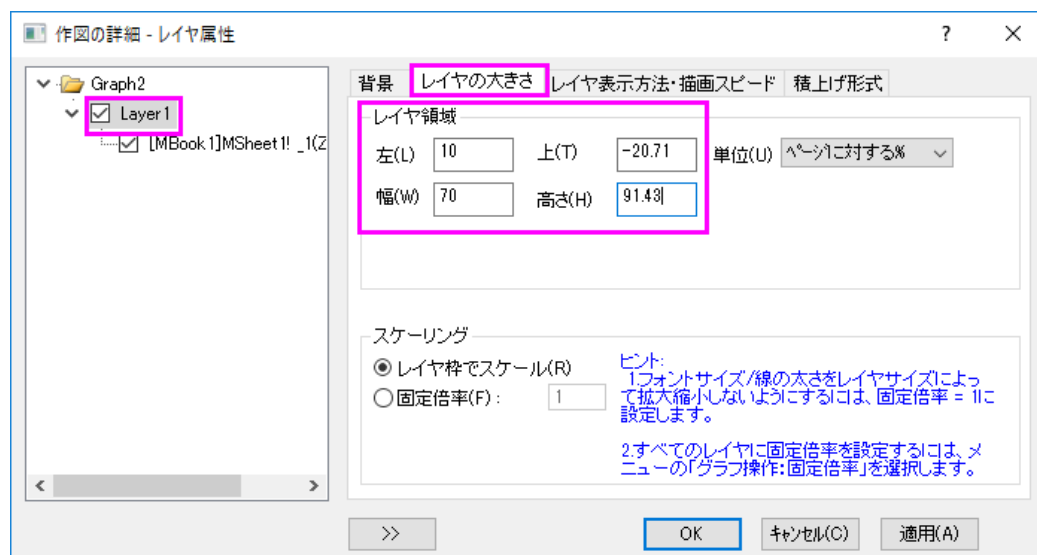 作図の詳細 - レイヤ属性
?
Graph2
Layer1
[MBook1]MSheet1! _1(Z
背景 レイヤの大きさ レイヤ表示方法・描画スピード 積上げ形式
レイヤ領域
左(L) 10 上(T) -20.71 単位(U) ページに対する%
幅(W) 70 高さ(H) 91.43
スケーリング
レイヤ枠でスケール(R)
固定倍率(F): 1
ヒント:
1.フォントサイズ/線の太さをレイヤサイズによっ
て拡大縮小しないようにするには、固定倍率 = 1に
設定します。
2.すべてのレイヤに固定倍率を設定するには、メ
ニューの「グラフ操作:固定倍率」を選択します。
>> OK キャンセル(C) 適用(A)